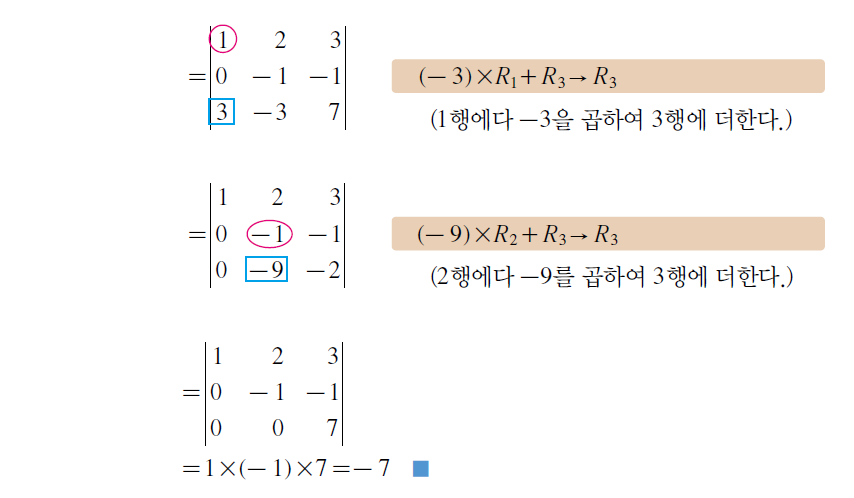 1 2 3
= 0 −1 −1 (−3)×R₁+R₃→R₃
3 −3 7 (1행에다 −3을 곱하여 3행에 더한다.)
1 2 3
= 0 −1 −1 (−9)×R₂+R₃→R₃
0 −9 −2 (2행에다 −9를 곱하여 3행에 더한다.)
1 2 3
= 0 −1 −1
0 0 7
=1×(−1)×7=−7